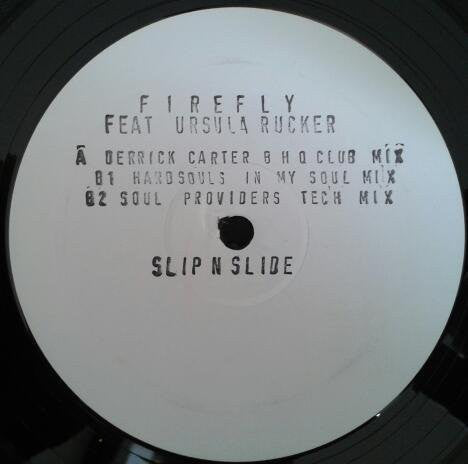 FIREFLY
FEAT URSULA RUCKER
A DERRICK CARTER B H Q CLUB MIX
B1 HARDSOULS IN MY SOUL MIX
B2 SOUL PROVIDERS TECH MIX
SLIP N SLIDE